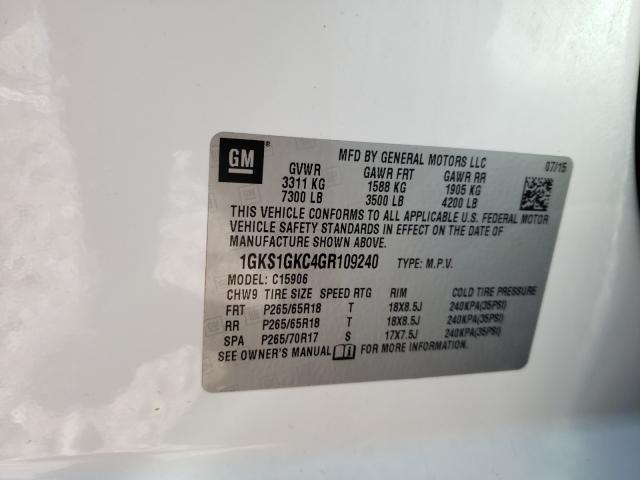 GM
MFD BY GENERAL MOTORS LLC 07/15
GVWR GAWR FRT GAWR RR
3311 KG 1588 KG 1905 KG
7300 LB 3500 LB 4200 LB
THIS VEHICLE CONFORMS TO ALL APPLICABLE U.S. FEDERAL MOTOR
VEHICLE SAFETY STANDARDS IN EFFECT ON THE DATE OF
MANUFACTURE SHOWN ABOVE.
1GKS1GKC4GR109240 TYPE: M.P.V.
MODEL: C15906
CHW9 TIRE SIZE SPEED RTG RIM COLD TIRE PRESSURE
FRT P265/65R18 T 18X8.5J 240KPA(35PSI)
RR P265/65R18 T 18X8.5J 240KPA(35PSI)
SPA P265/70R17 S 17X7.5J 240KPA(35PSI)
SEE OWNER'S MANUAL FOR MORE INFORMATION.